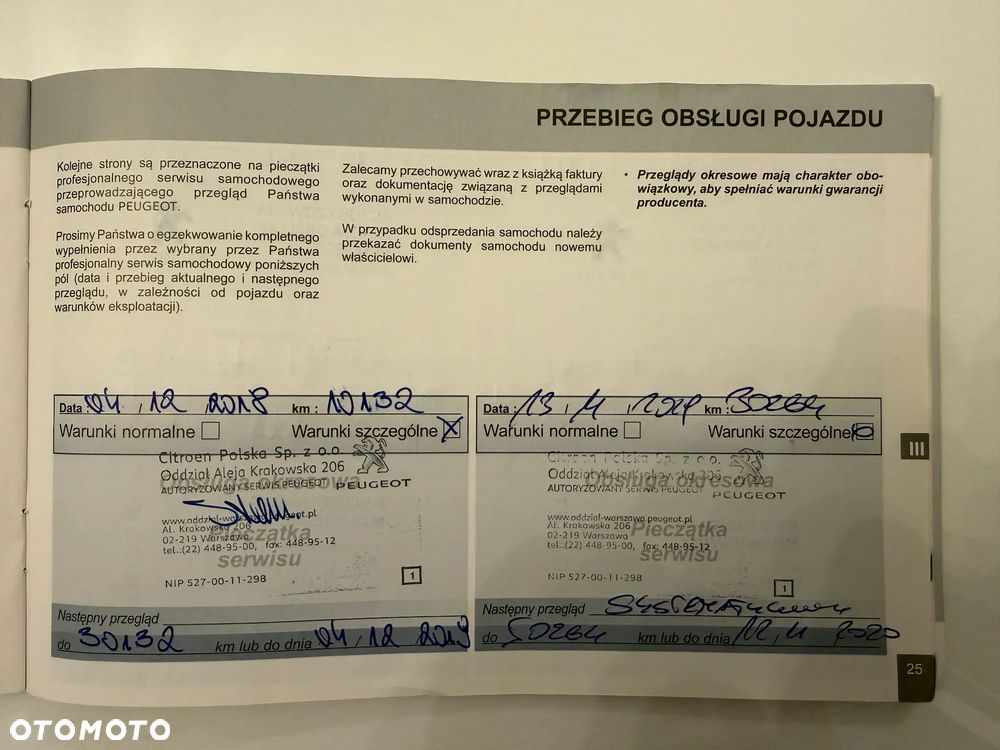 PRZEBIEG OBSŁUGI POJAZDU
Kolejne strony są przeznaczone na pieczątki
profesjonalnego serwisu samochodowego
przeprowadzającego przegląd Państwa
samochodu PEUGEOT.
Prosimy Państwa o egzekwowanie kompletnego
wypełnienia przez wybrany przez Państwa
profesjonalny serwis samochodowy poniższych
pól (data i przebieg aktualnego i następnego
przeglądu, w zależności od pojazdu oraz
warunków eksploatacji).
Zalecamy przechowywać wraz z książką faktury
oraz dokumentację związaną z przeglądami
wykonanymi w samochodzie.
W przypadku odsprzedania samochodu należy
przekazać dokumenty samochodu nowemu
właścicielowi.
• Przeglądy okresowe mają charakter obo-
wiązkowy, aby spełniać warunki gwarancji
producenta.
Data: 04, 12, 2018 km: 10132
Warunki normalne Warunki szczególne X
Citroen Polska Sp. z o.o.
Oddział Aleja Krakowska 206
Obsługa okresowa
AUTORYZOWANY SERWIS PEUGEOT PEUGEOT
Al. Krakowska 206
02-219 Warszawa
Pieczątka
tel.:(22) 448-95-00, fax: 448-95-12
serwisu
NIP 527-00-11-298
1
Następny przegląd
do 30132 km lub do dnia 04 / 12 2019
Data: 13, 11, 2019 km: 30264
Warunki normalne Warunki szczególne
Citroen Polska Sp. z o.o.
Oddział Aleja Krakowska 206
Obsługa okresowa
AUTORYZOWANY SERWIS PEUGEOT
PEUGEOT
www.oddzial-warszawa.peugeot.pl
Al. Krakowska 206
02-219 Warszawa
Pieczątka
tel.:(22) 448-95-00, fax: 448-95-12
serwisu
NIP 527-00-11-298
1
Następny przegląd
do 50264 km lub do dnia 12, 11 2020
III
25
OTOMOTO